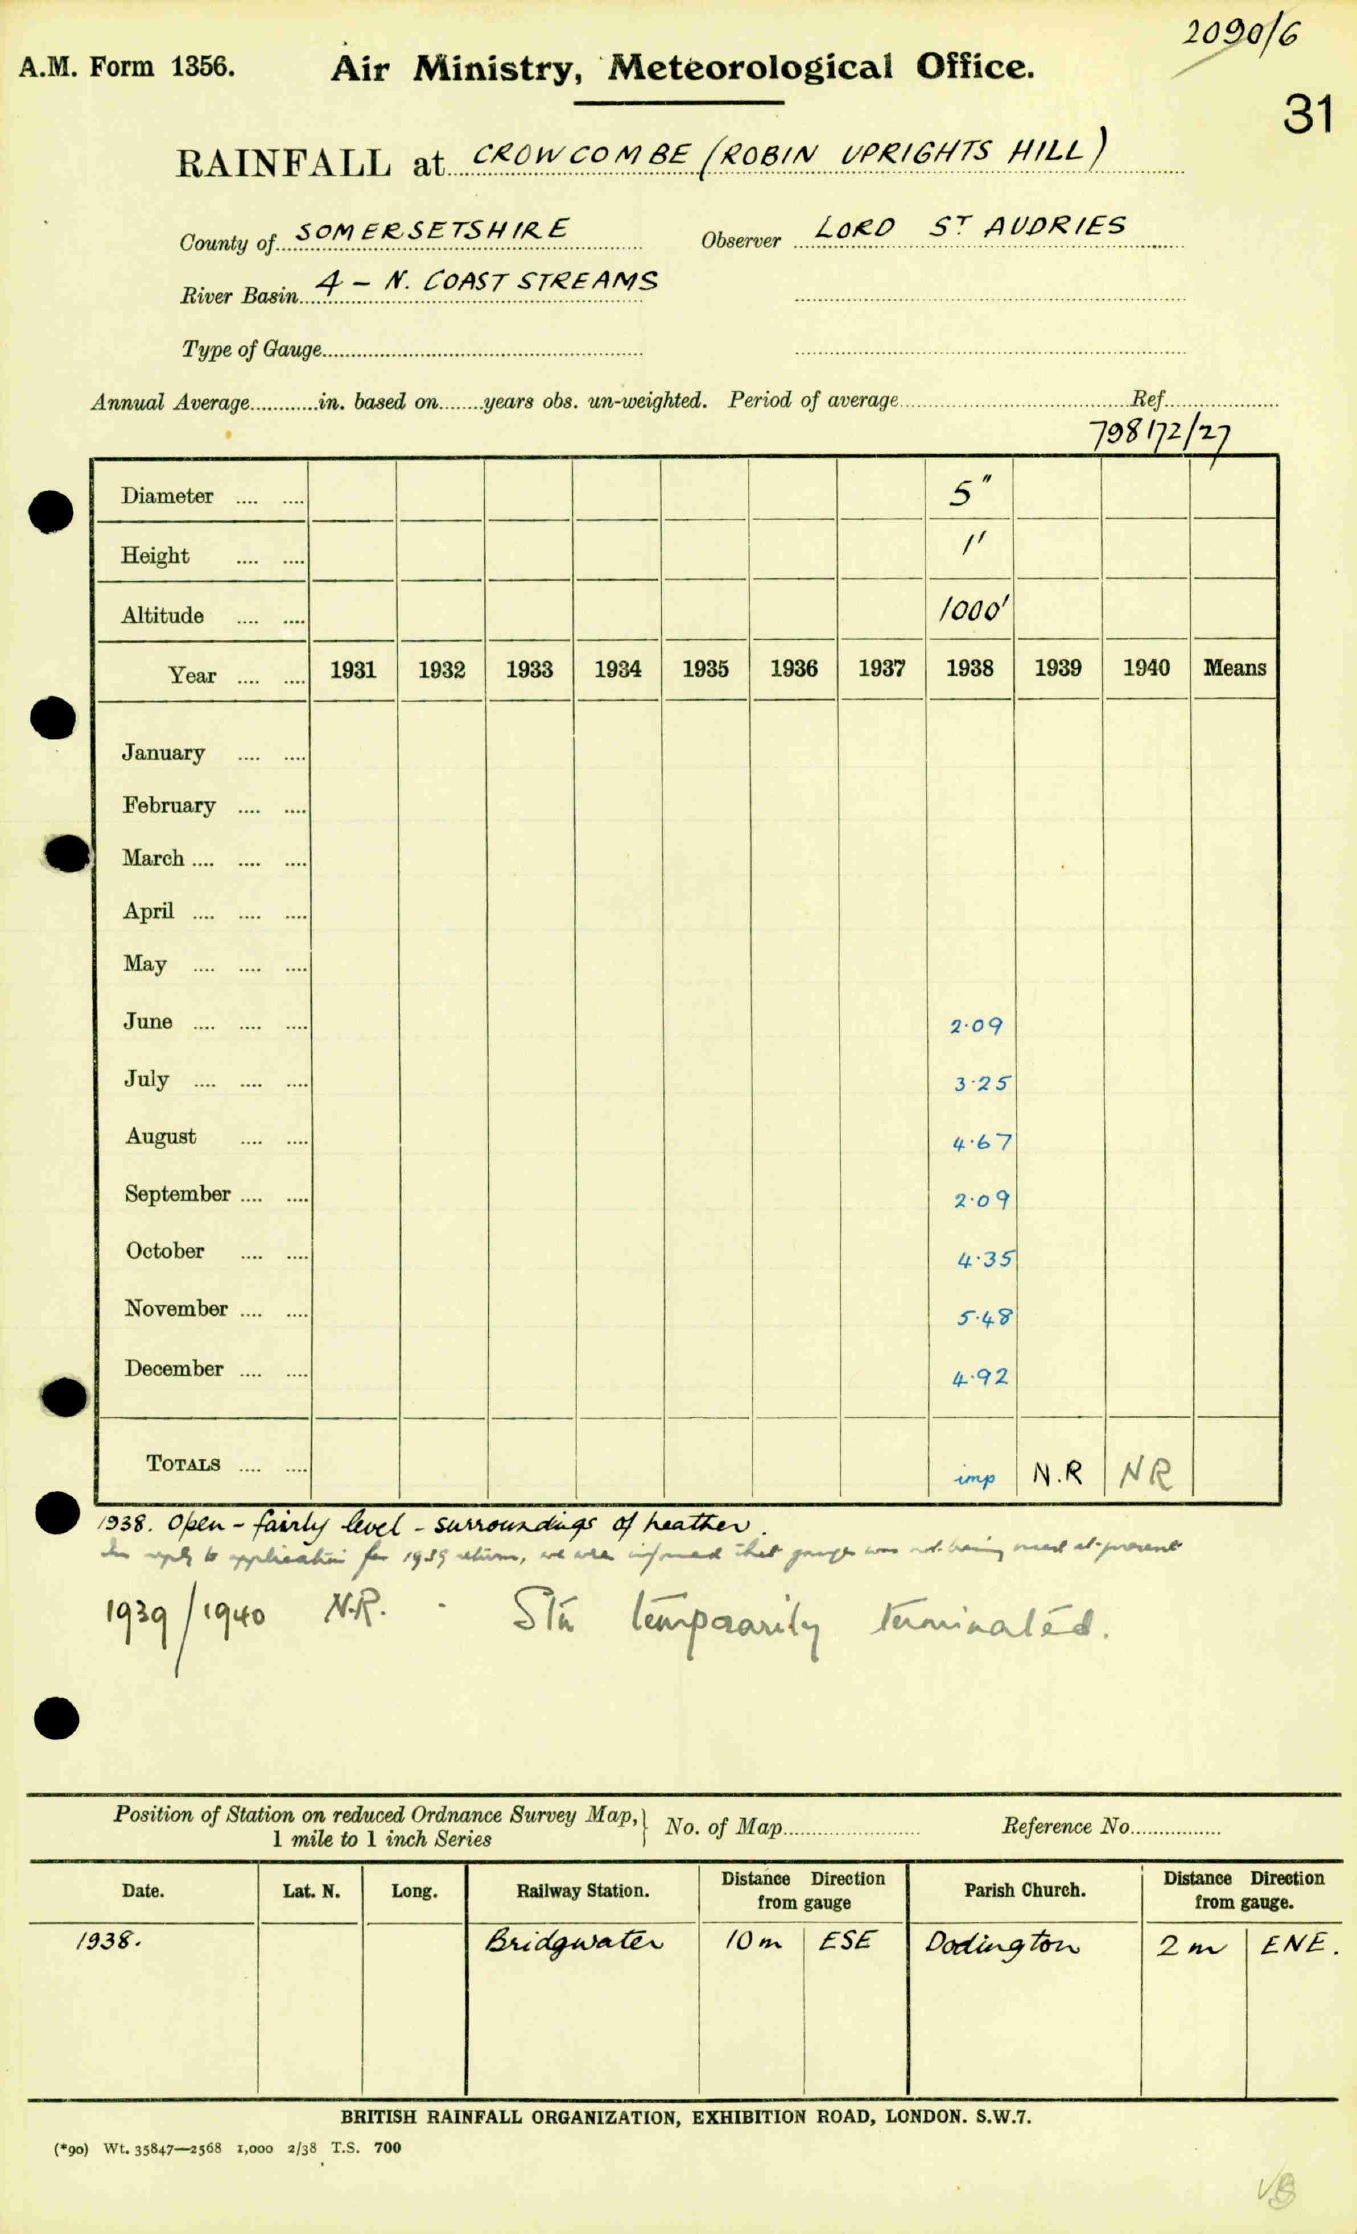 2090/6
A.M. Form 1356. Air Ministry, Meteorological Office.
31
RAINFALL at CROWCOMBE (ROBIN UPRIGHTS HILL)
County of SOMERSETSHIRE Observer LORD ST AUDRIES
River Basin 4 - N. COAST STREAMS
Type of Gauge
Annual Average in. based on years obs. un-weighted. Period of average Ref.
798172/27
Diameter 5"
Height 1'
Altitude 1000'
Year 1931 1932 1933 1934 1935 1936 1937 1938 1939 1940 Means
January
February
March
April
May
June 2.09
July 3.25
August 4.67
September 2.09
October 4.35
November 5.48
December 4.92
TOTALS imp N.R NR
1938. Open - fairly level - surroundings of heather.
In reply to application for 1939 return, we were informed that gauge was not being used at present
1939/1940 N.R. - Stn temporarily terminated.
Position of Station on reduced Ordnance Survey Map, No. of Map Reference No.
1 mile to 1 inch Series
Date. Lat. N. Long. Railway Station. Distance Direction from gauge Parish Church. Distance Direction from gauge.
1938. Bridgwater 10 m ESE Dodington 2 m ENE.
BRITISH RAINFALL ORGANIZATION, EXHIBITION ROAD, LONDON. S.W.7.
(*90) Wt. 35847—2568 1,000 2/38 T.S. 700